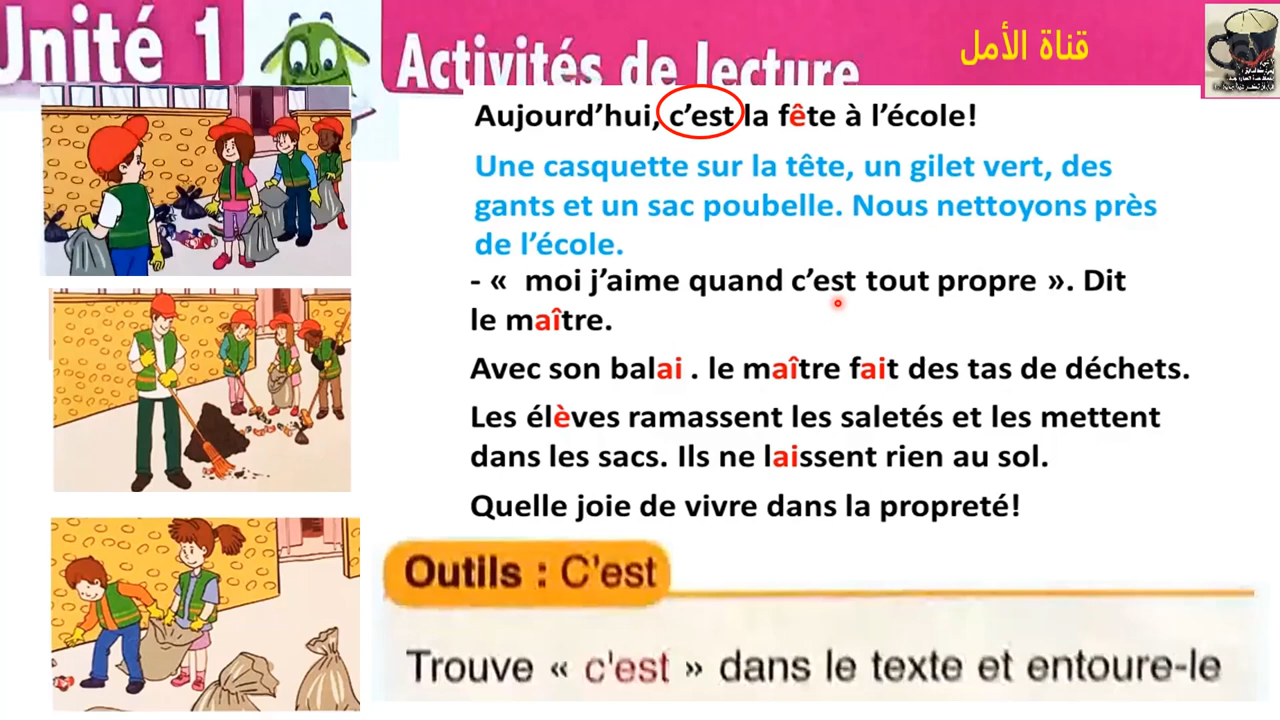 Unité 1
Activités de lecture
قناة الأمل
Aujourd’hui, c’est la fête à l’école!
Une casquette sur la tête, un gilet vert, des
gants et un sac poubelle. Nous nettoyons près
de l’école.
- « moi j’aime quand c’est tout propre ». Dit
le maître.
Avec son balai . le maître fait des tas de déchets.
Les élèves ramassent les saletés et les mettent
dans les sacs. Ils ne laissent rien au sol.
Quelle joie de vivre dans la propreté!
Outils : C'est
Trouve « c'est » dans le texte et entoure-le